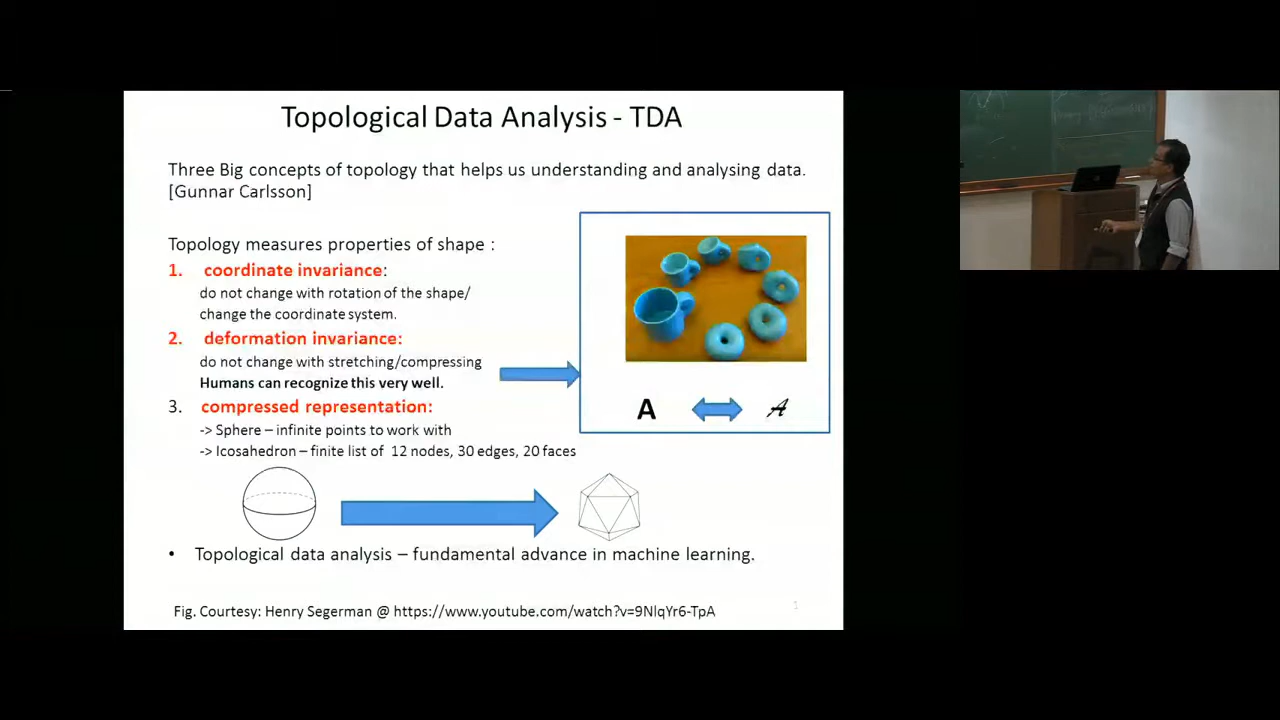 Topological Data Analysis - TDA
Three Big concepts of topology that helps us understanding and analysing data.
[Gunnar Carlsson]
Topology measures properties of shape :
1. coordinate invariance:
do not change with rotation of the shape/
change the coordinate system.
2. deformation invariance:
do not change with stretching/compressing
Humans can recognize this very well.
3. compressed representation:
-> Sphere – infinite points to work with
-> Icosahedron – finite list of 12 nodes, 30 edges, 20 faces
A 𝒜
• Topological data analysis – fundamental advance in machine learning.
Fig. Courtesy: Henry Segerman @ https://www.youtube.com/watch?v=9NlqYr6-TpA
1